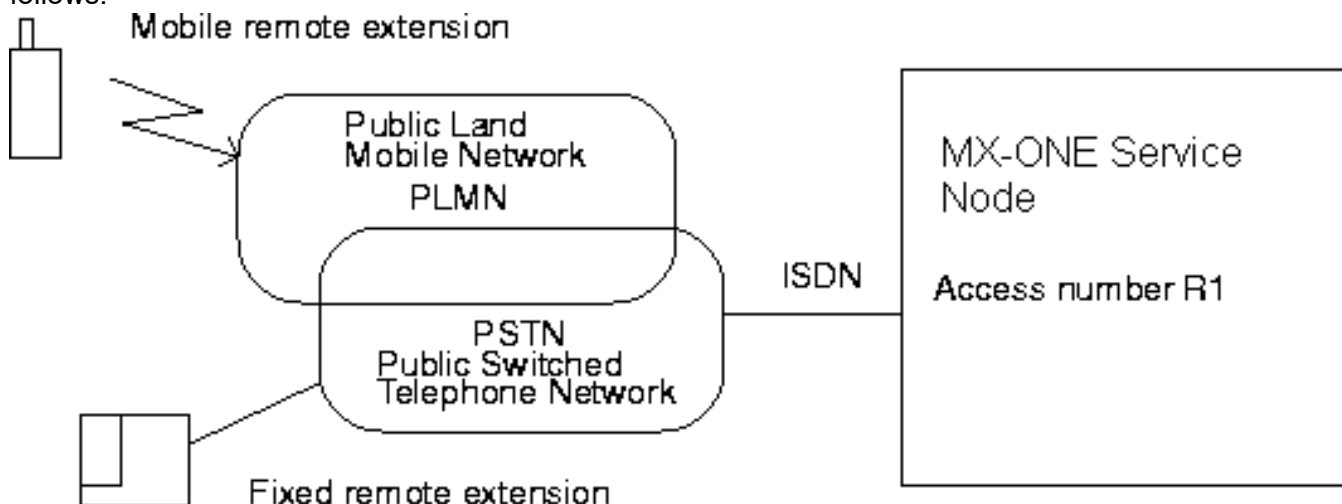 follows:
Mobile remote extension
Public Land
Mobile Network
PLMN
MX-ONE Service
Node
ISDN
Access number R1
PSTN
Public Switched
Telephone Network
Fixed remote extension